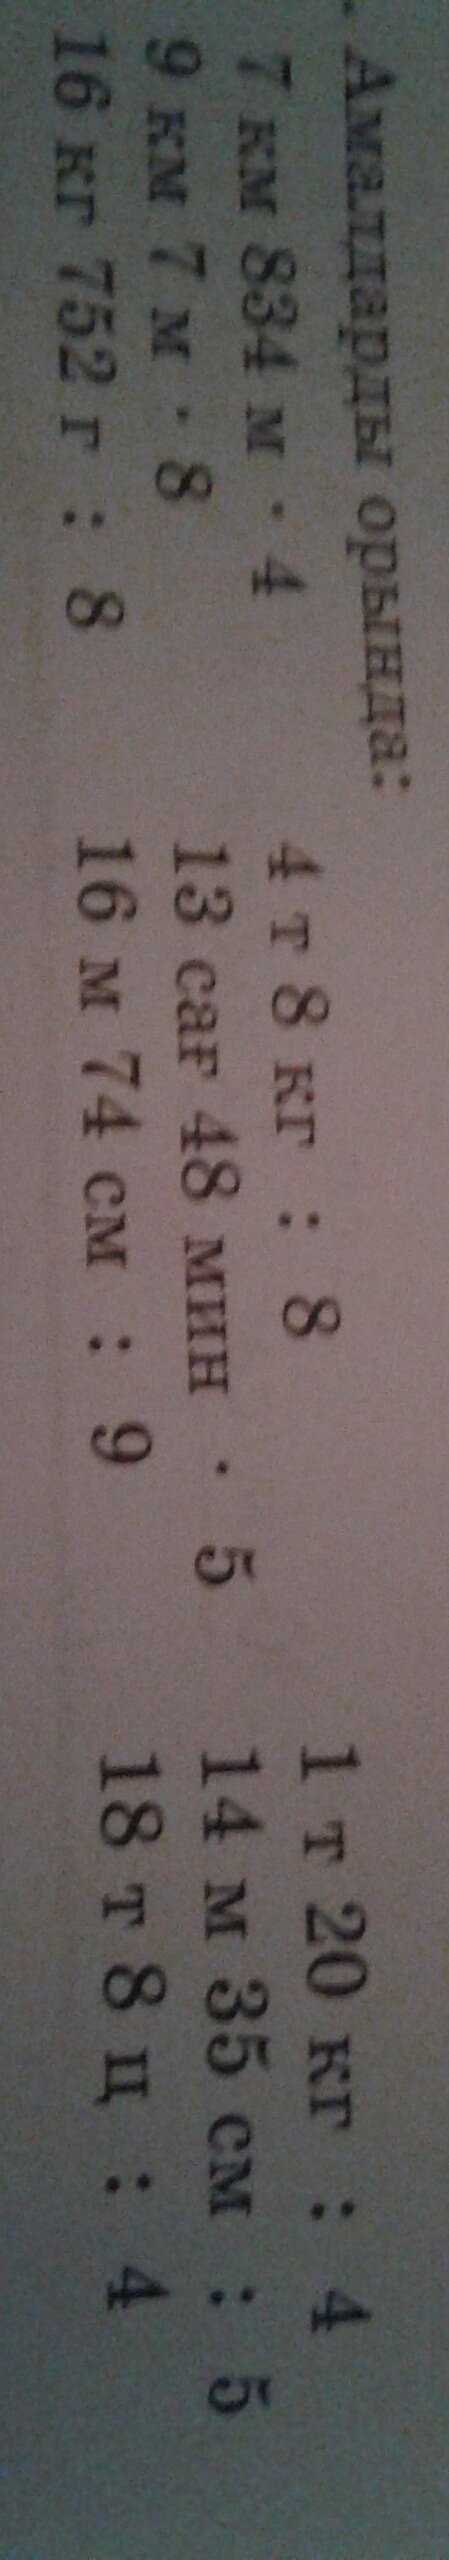 . Амалдарды орында:
7 км 834 м · 4 4 т 8 кг : 8 1 т 20 кг : 4
9 км 7 м · 8 13 сағ 48 мин · 5 14 м 35 см : 5
16 кг 752 г : 8 16 м 74 см : 9 18 т 8 ц : 4